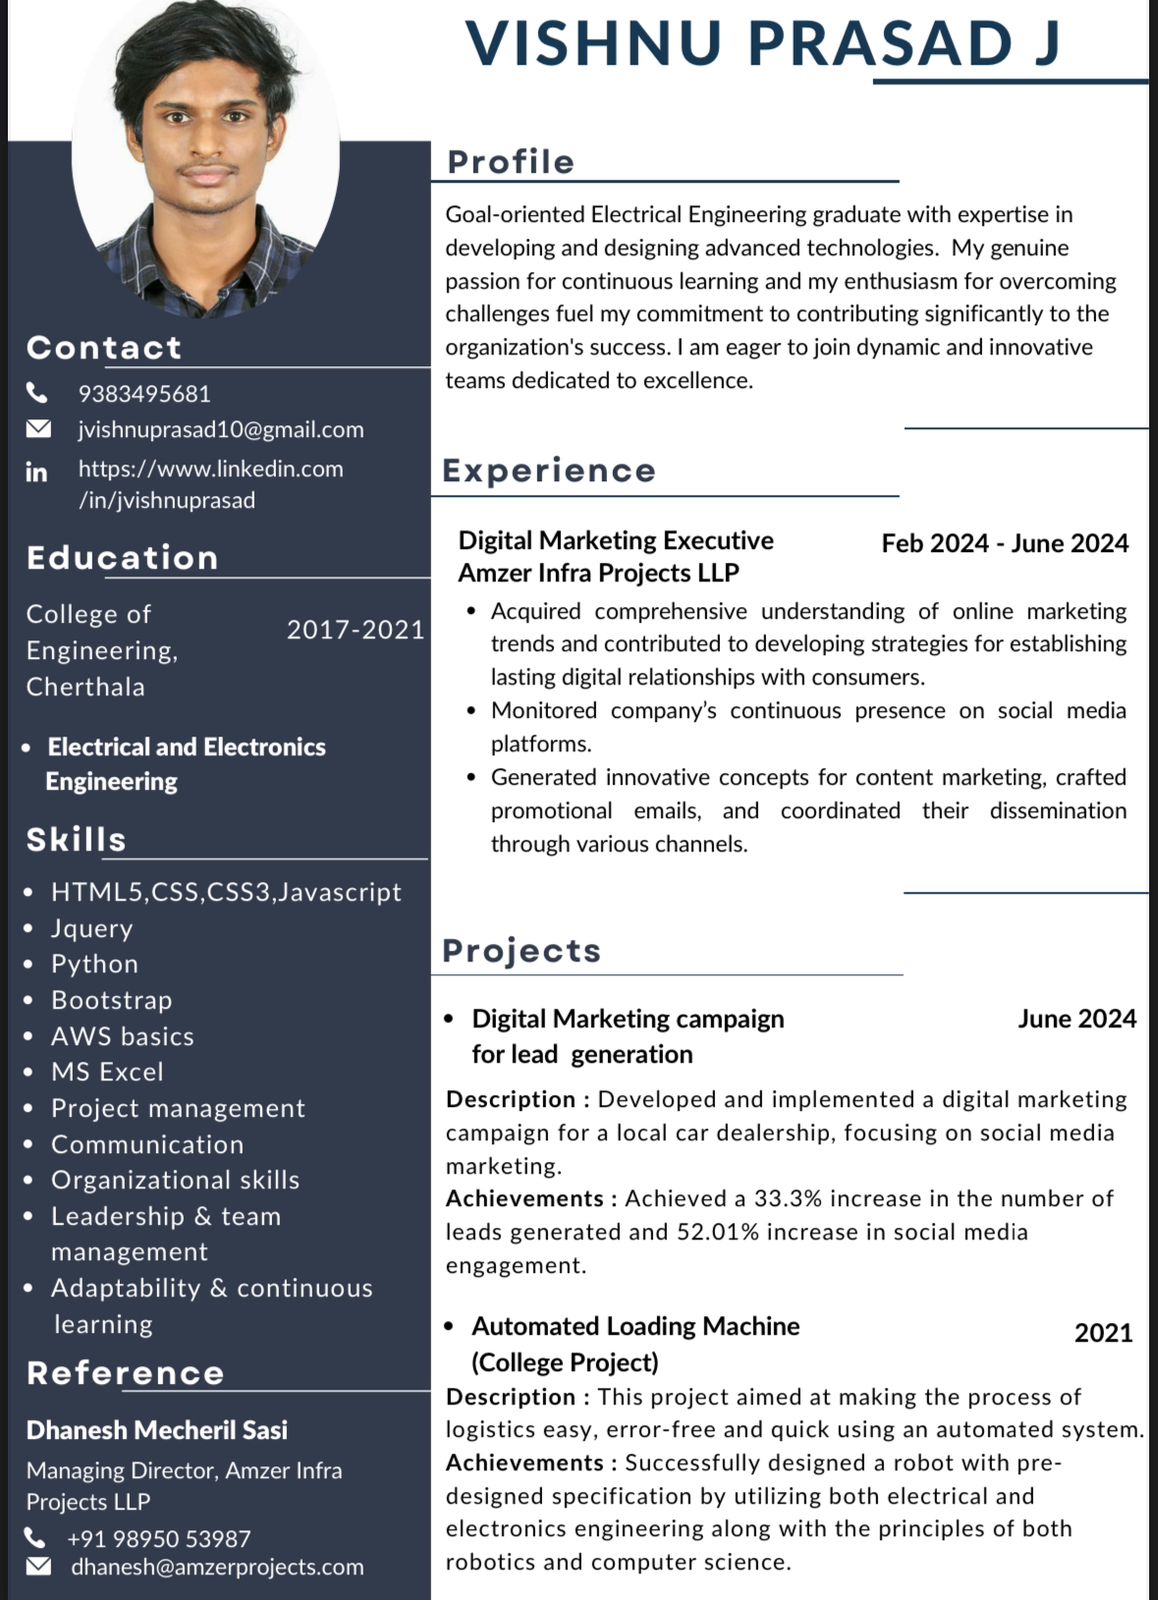 VISHNU PRASAD J
Contact
9383495681
jvishnuprasad10@gmail.com
in
https://www.linkedin.com
/in/jvishnuprasad
Education
College of
Engineering,
Cherthala
2017-2021
• Electrical and Electronics
Engineering
Skills
• HTML5,CSS,CSS3,Javascript
• Jquery
• Python
• Bootstrap
• AWS basics
• MS Excel
• Project management
• Communication
• Organizational skills
• Leadership & team
management
• Adaptability & continuous
learning
Reference
Dhanesh Mecheril Sasi
Managing Director, Amzer Infra
Projects LLP
+91 98950 53987
dhanesh@amzerprojects.com
Profile
Goal-oriented Electrical Engineering graduate with expertise in
developing and designing advanced technologies. My genuine
passion for continuous learning and my enthusiasm for overcoming
challenges fuel my commitment to contributing significantly to the
organization's success. I am eager to join dynamic and innovative
teams dedicated to excellence.
Experience
Digital Marketing Executive
Feb 2024 - June 2024
Amzer Infra Projects LLP
• Acquired comprehensive understanding of online marketing
trends and contributed to developing strategies for establishing
lasting digital relationships with consumers.
• Monitored company’s continuous presence on social media
platforms.
• Generated innovative concepts for content marketing, crafted
promotional emails, and coordinated their dissemination
through various channels.
Projects
• Digital Marketing campaign
June 2024
for lead generation
Description : Developed and implemented a digital marketing
campaign for a local car dealership, focusing on social media
marketing.
Achievements : Achieved a 33.3% increase in the number of
leads generated and 52.01% increase in social media
engagement.
• Automated Loading Machine
2021
(College Project)
Description : This project aimed at making the process of
logistics easy, error-free and quick using an automated system.
Achievements : Successfully designed a robot with pre-
designed specification by utilizing both electrical and
electronics engineering along with the principles of both
robotics and computer science.